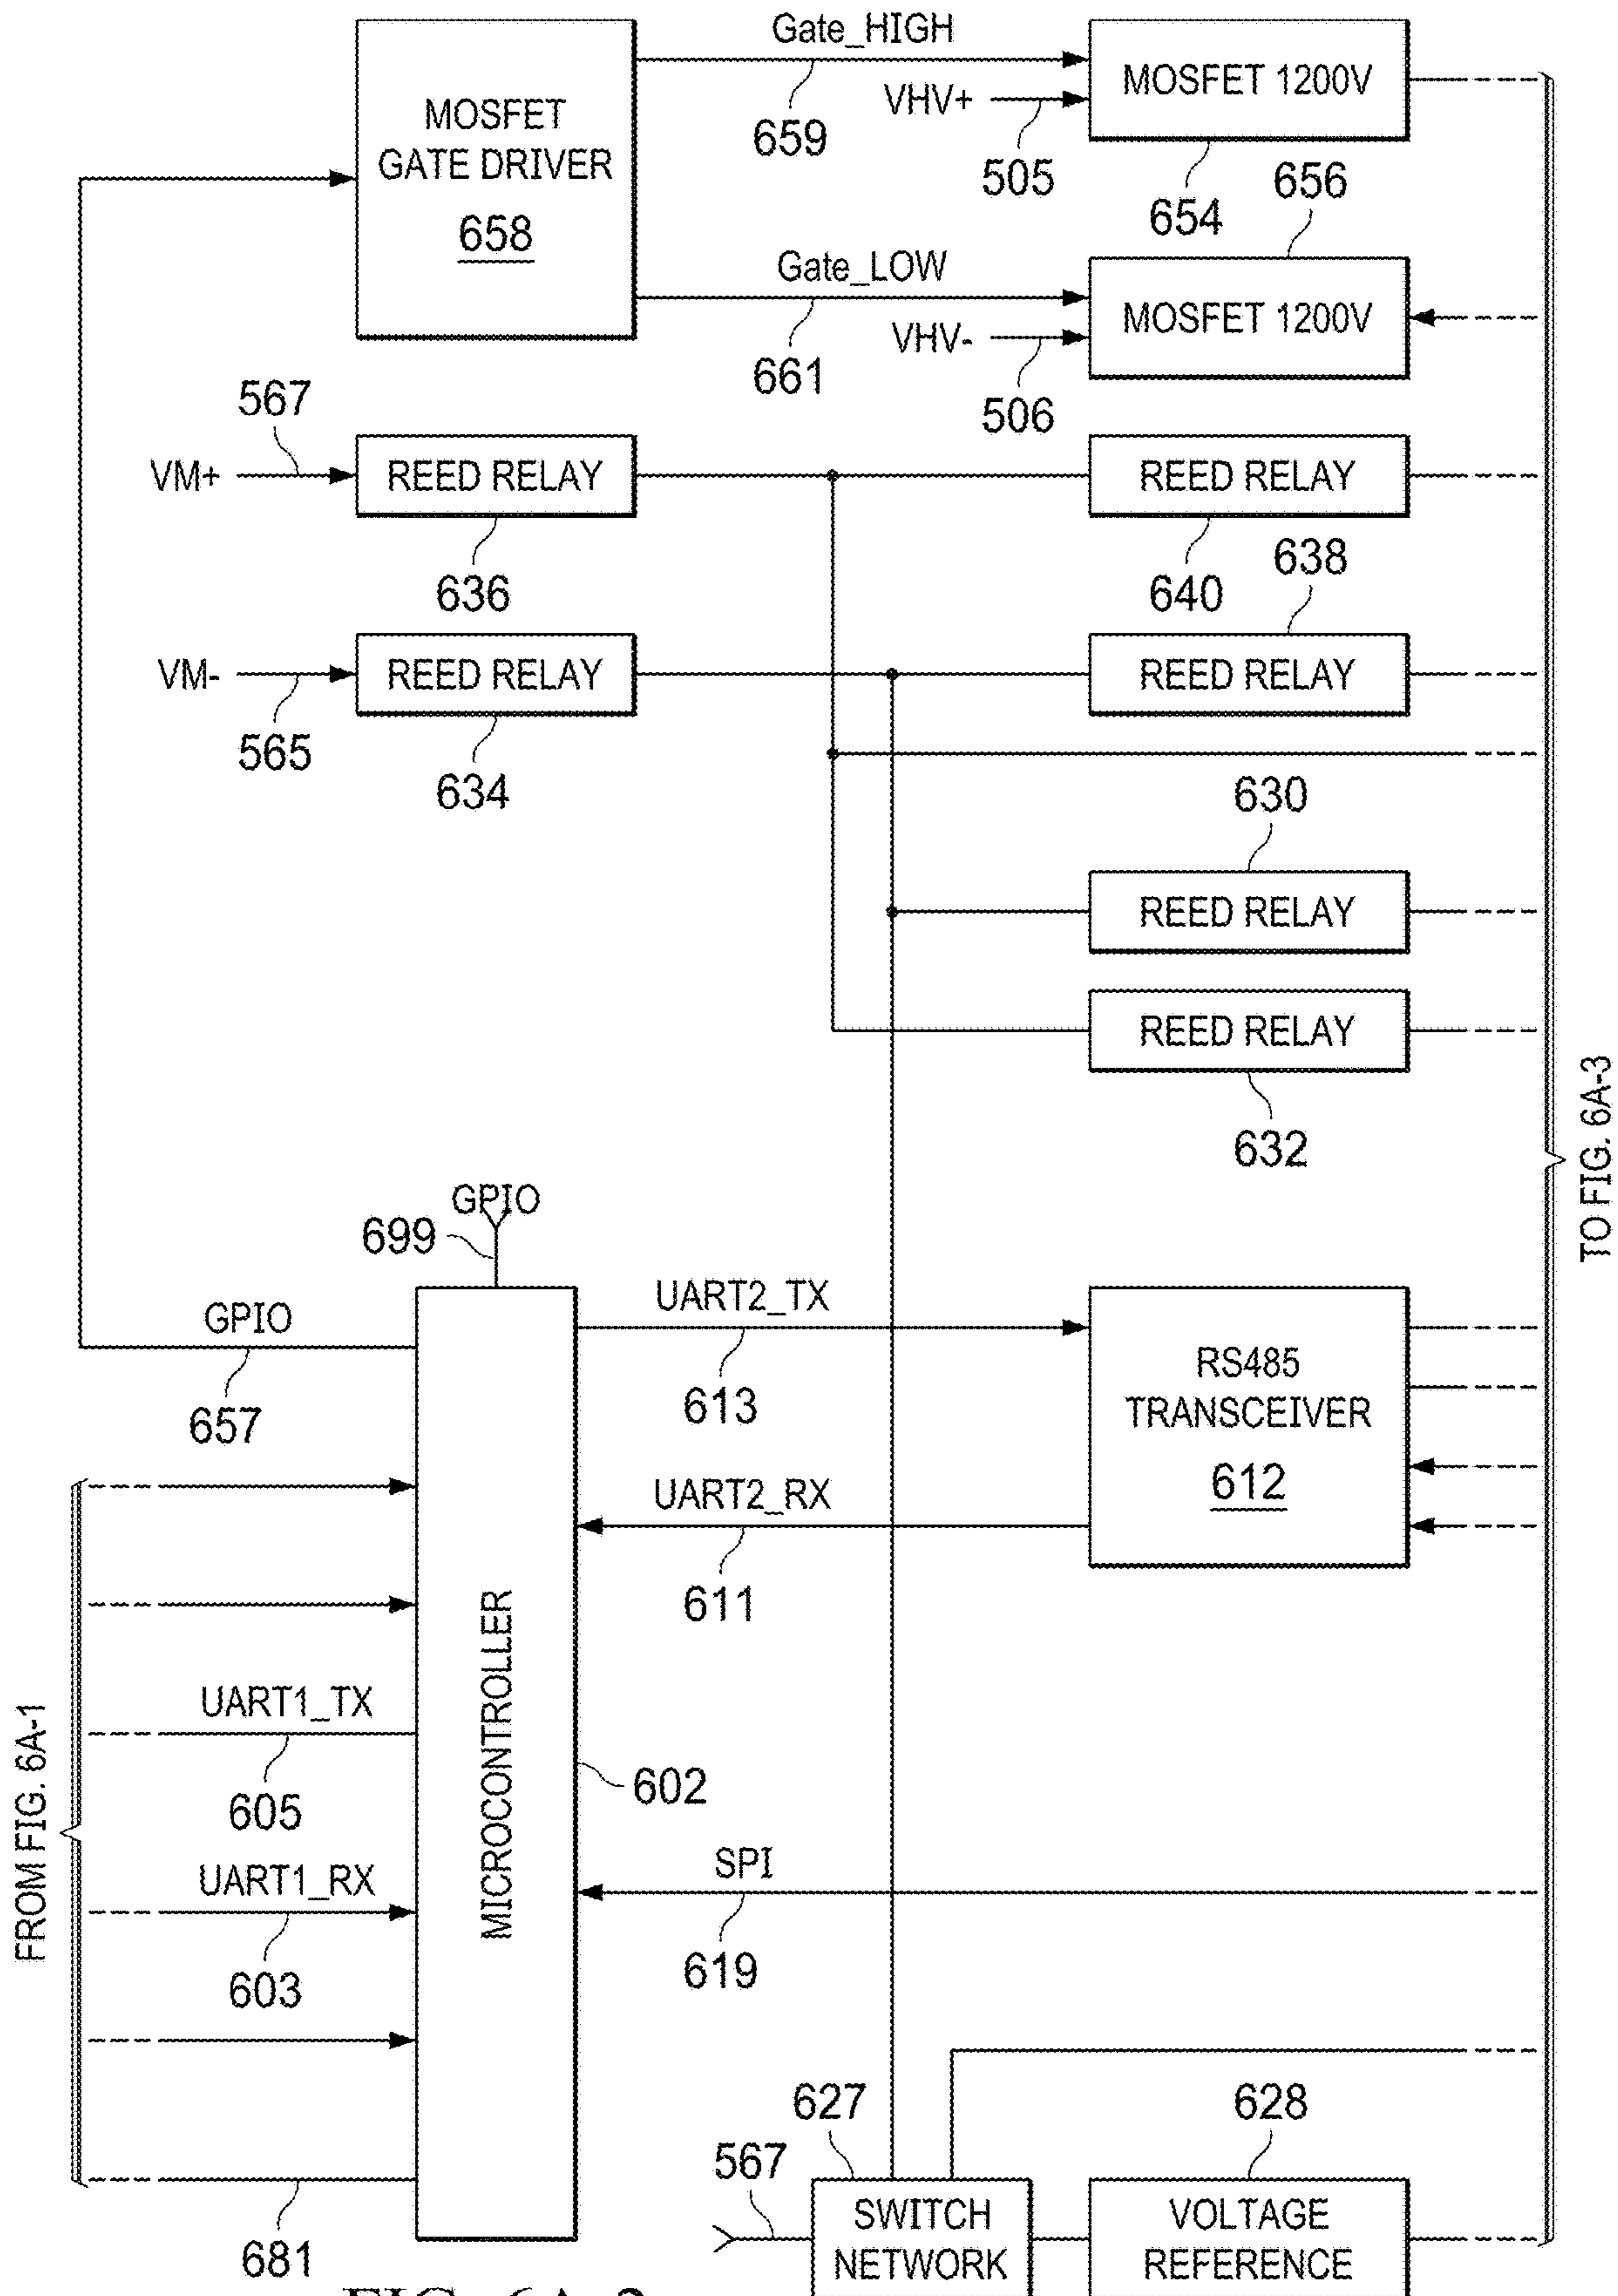 Gate_HIGH
MOSFET
GATE DRIVER
658
659
VHV+
505
MOSFET 1200V
654
656
Gate_LOW
661
VHV-
506
MOSFET 1200V
567
VM+
REED RELAY
636
REED RELAY
640
638
VM-
565
REED RELAY
634
REED RELAY
630
REED RELAY
REED RELAY
632
TO FIG. 6A-3
GPIO
699
GPIO
657
UART2_TX
613
RS485
TRANSCEIVER
612
UART2_RX
611
MICROCONTROLLER
602
FROM FIG. 6A-1
UART1_TX
605
UART1_RX
603
SPI
619
681
627
567
SWITCH
NETWORK
628
VOLTAGE
REFERENCE